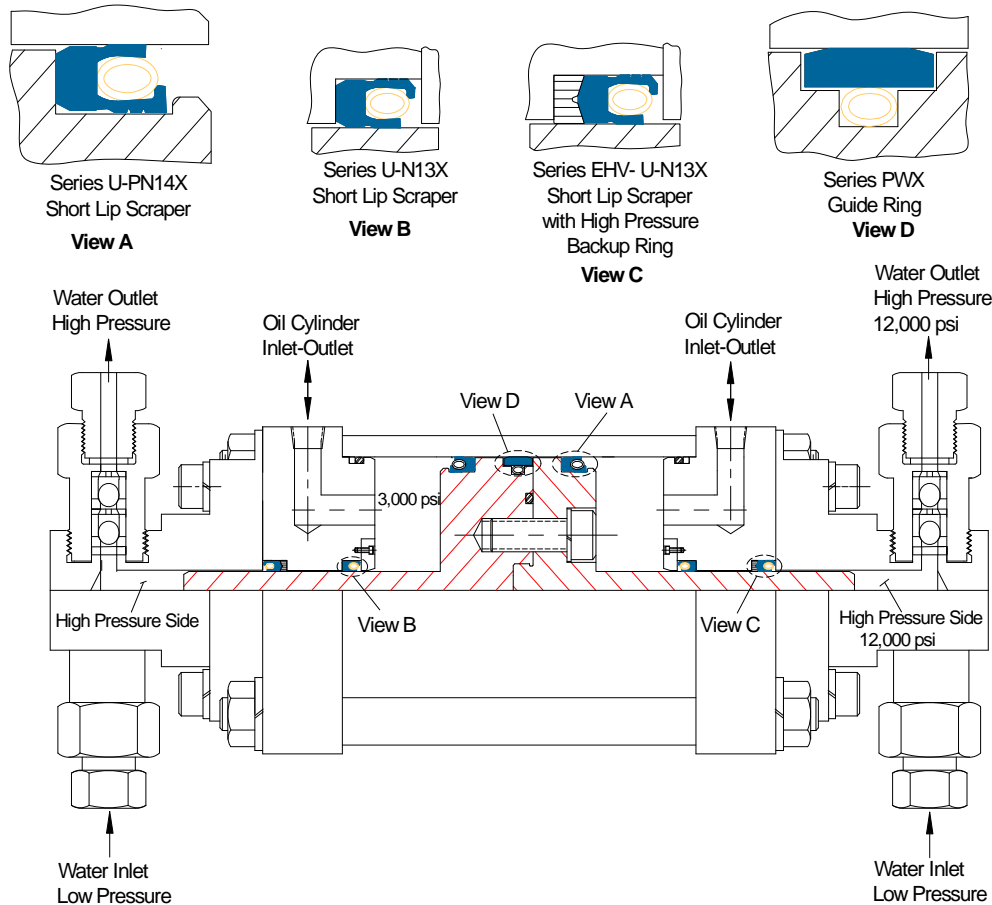 Series U-PN14X
Short Lip Scraper
View A
Series U-N13X
Short Lip Scraper
View B
Series EHV- U-N13X
Short Lip Scraper
with High Pressure
Backup Ring
View C
Series PWX
Guide Ring
View D
Water Outlet
High Pressure
Oil Cylinder
Inlet-Outlet
Oil Cylinder
Inlet-Outlet
Water Outlet
High Pressure
12,000 psi
View D
View A
3,000 psi
High Pressure Side
View B
View C
High Pressure Side
12,000 psi
Water Inlet
Low Pressure
Water Inlet
Low Pressure